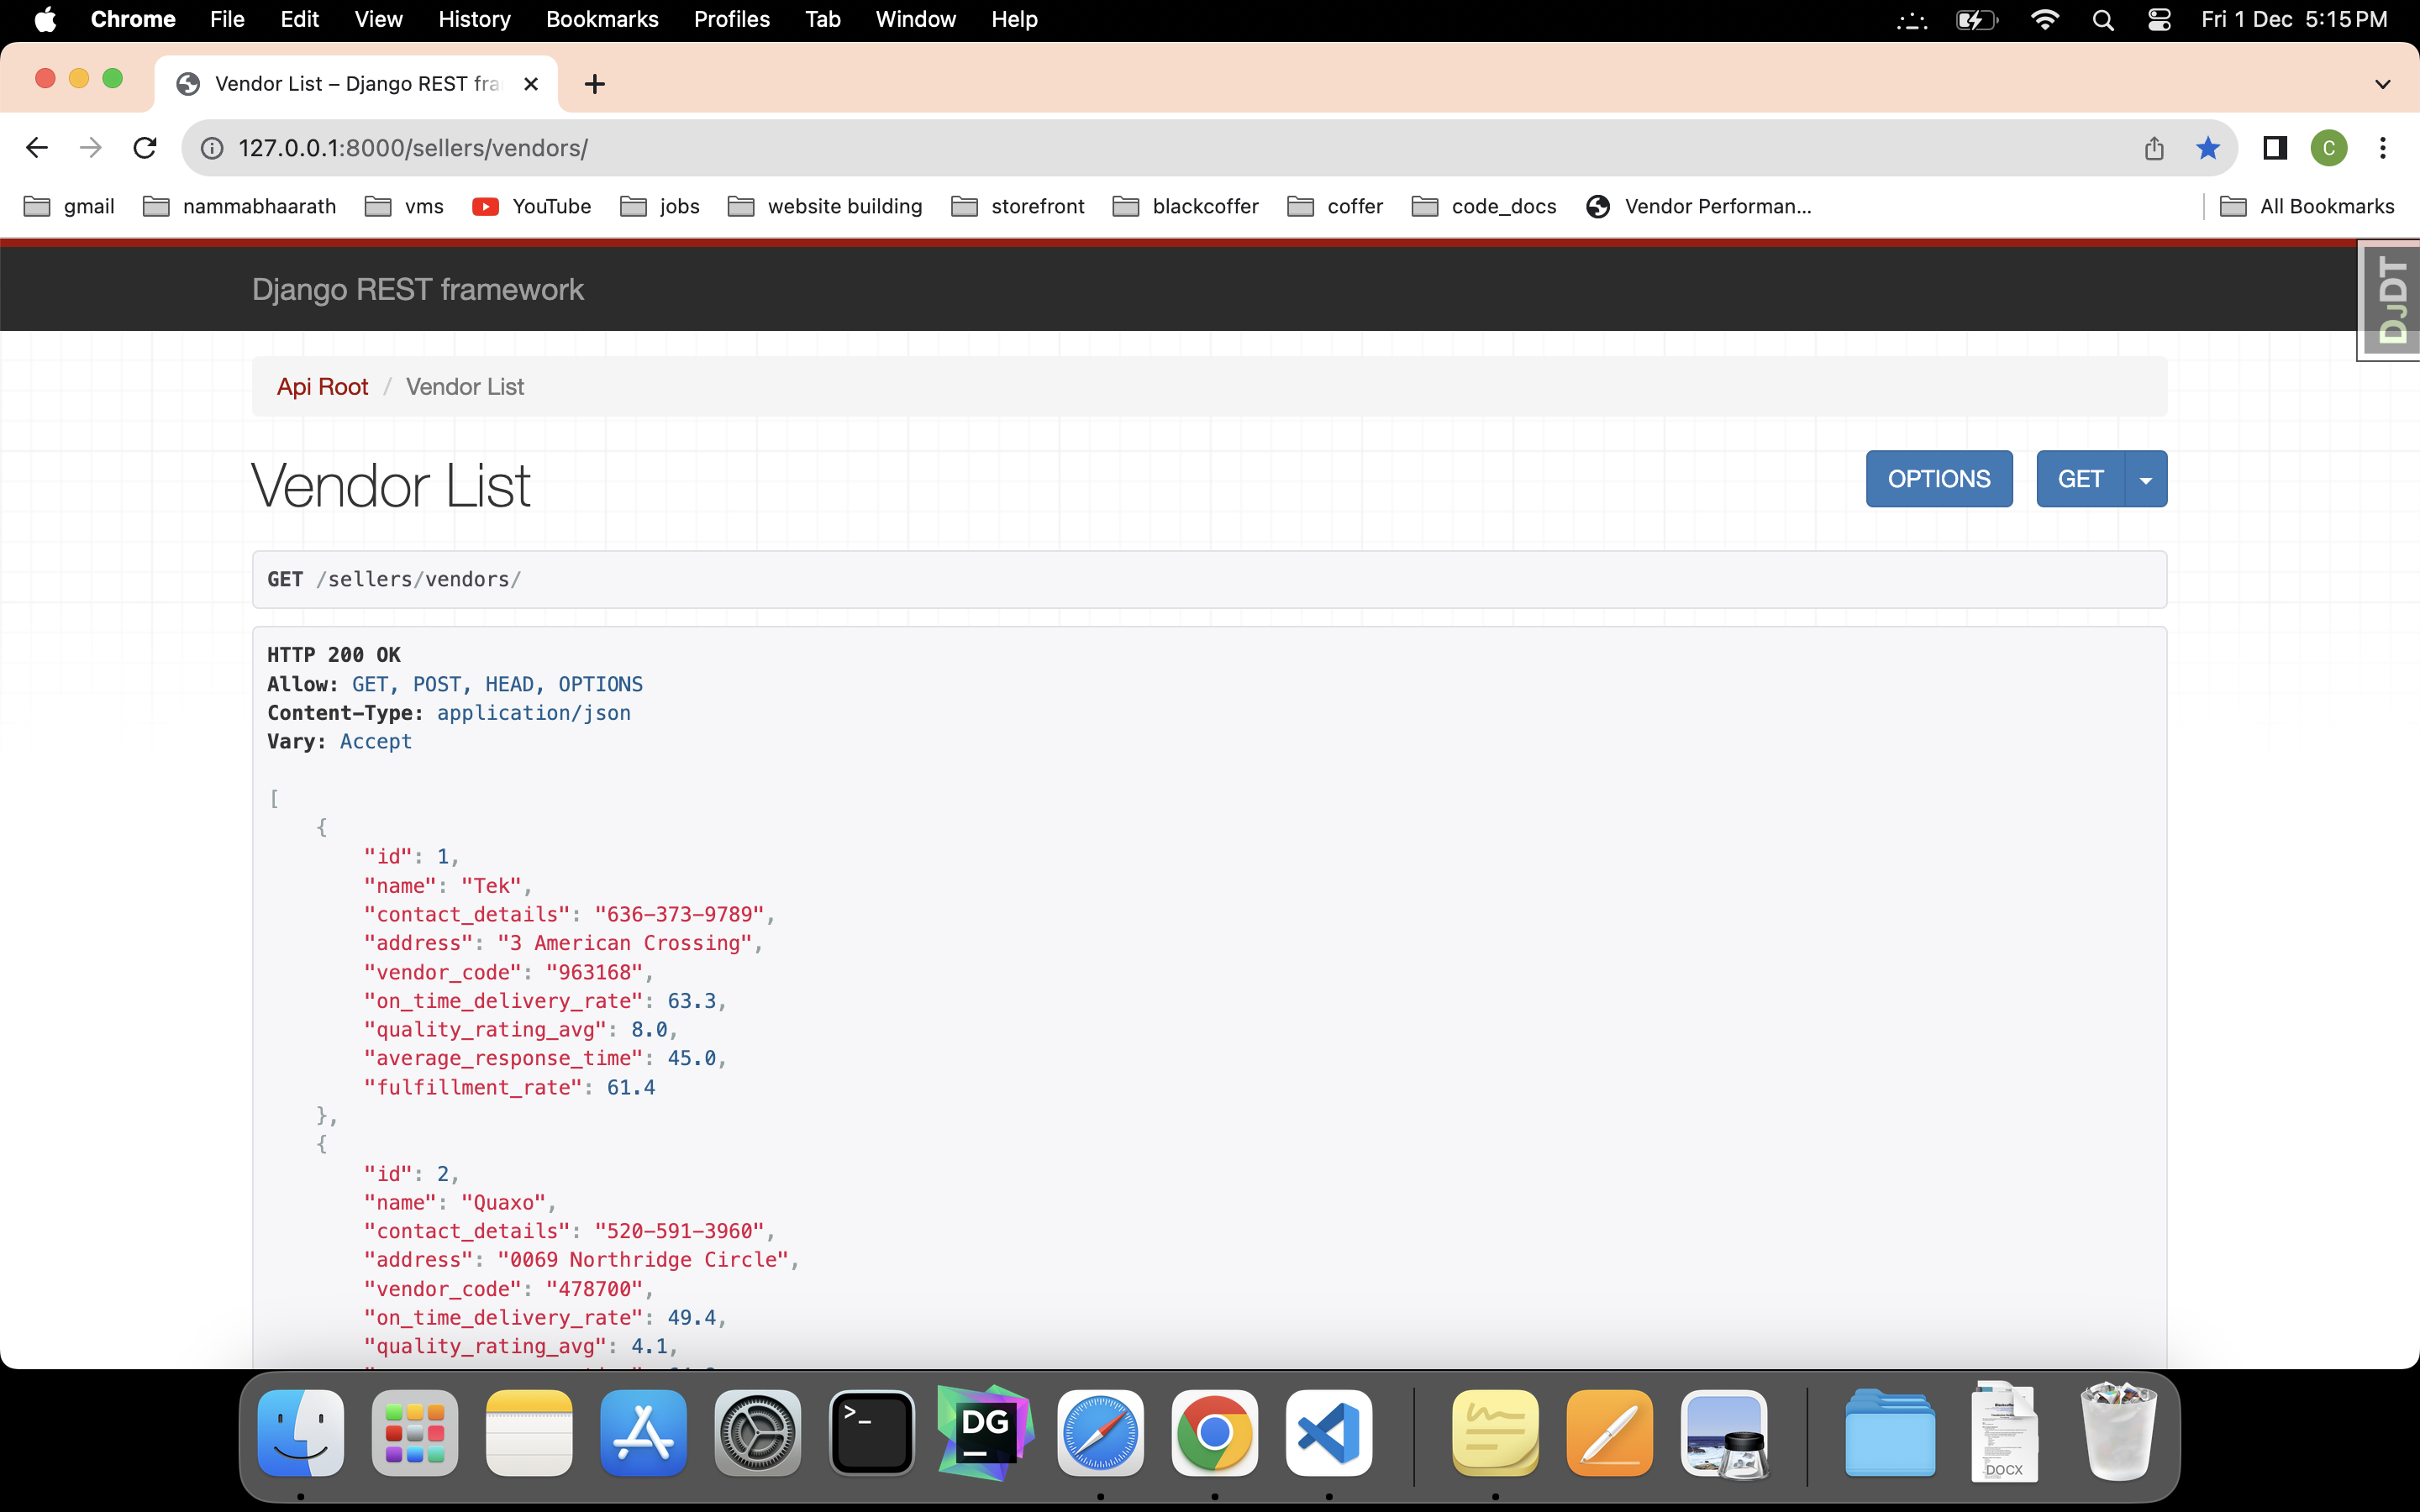 Chrome File Edit View History Bookmarks Profiles Tab Window Help Fri 1 Dec 5:15 PM
Vendor List – Django REST fra
127.0.0.1:8000/sellers/vendors/
C
gmail nammabhaarath vms YouTube jobs website building storefront blackcoffer coffer code_docs Vendor Performan... All Bookmarks
Django REST framework
DJDT
Api Root / Vendor List
Vendor List
OPTIONS GET
GET /sellers/vendors/
HTTP 200 OK
Allow: GET, POST, HEAD, OPTIONS
Content-Type: application/json
Vary: Accept
[
{
"id": 1,
"name": "Tek",
"contact_details": "636-373-9789",
"address": "3 American Crossing",
"vendor_code": "963168",
"on_time_delivery_rate": 63.3,
"quality_rating_avg": 8.0,
"average_response_time": 45.0,
"fulfillment_rate": 61.4
},
{
"id": 2,
"name": "Quaxo",
"contact_details": "520-591-3960",
"address": "0069 Northridge Circle",
"vendor_code": "478700",
"on_time_delivery_rate": 49.4,
"quality_rating_avg": 4.1,
>_
DG
DOCX